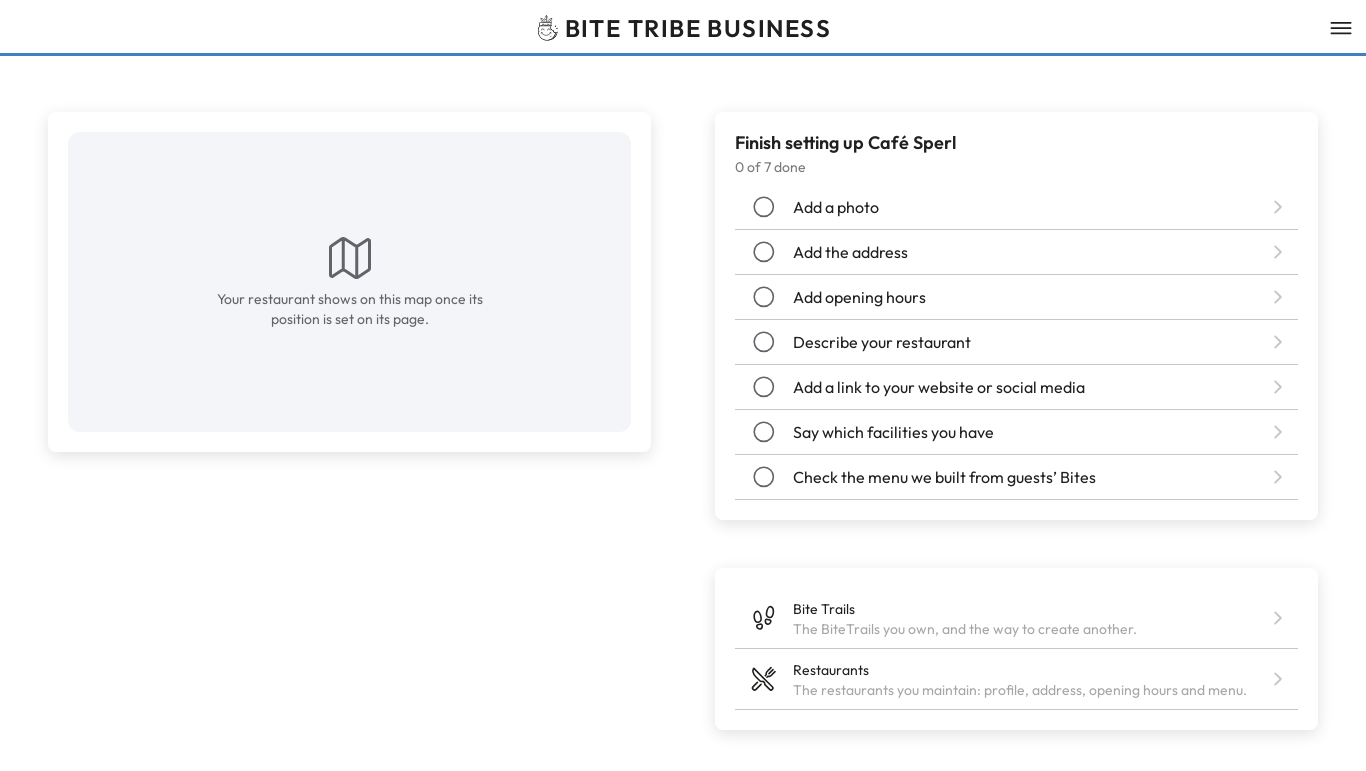 BITE TRIBE BUSINESS
Your restaurant shows on this map once its
position is set on its page.
Finish setting up Café Sperl
0 of 7 done
Add a photo
Add the address
Add opening hours
Describe your restaurant
Add a link to your website or social media
Say which facilities you have
Check the menu we built from guests’ Bites
Bite Trails
The BiteTrails you own, and the way to create another.
Restaurants
The restaurants you maintain: profile, address, opening hours and menu.